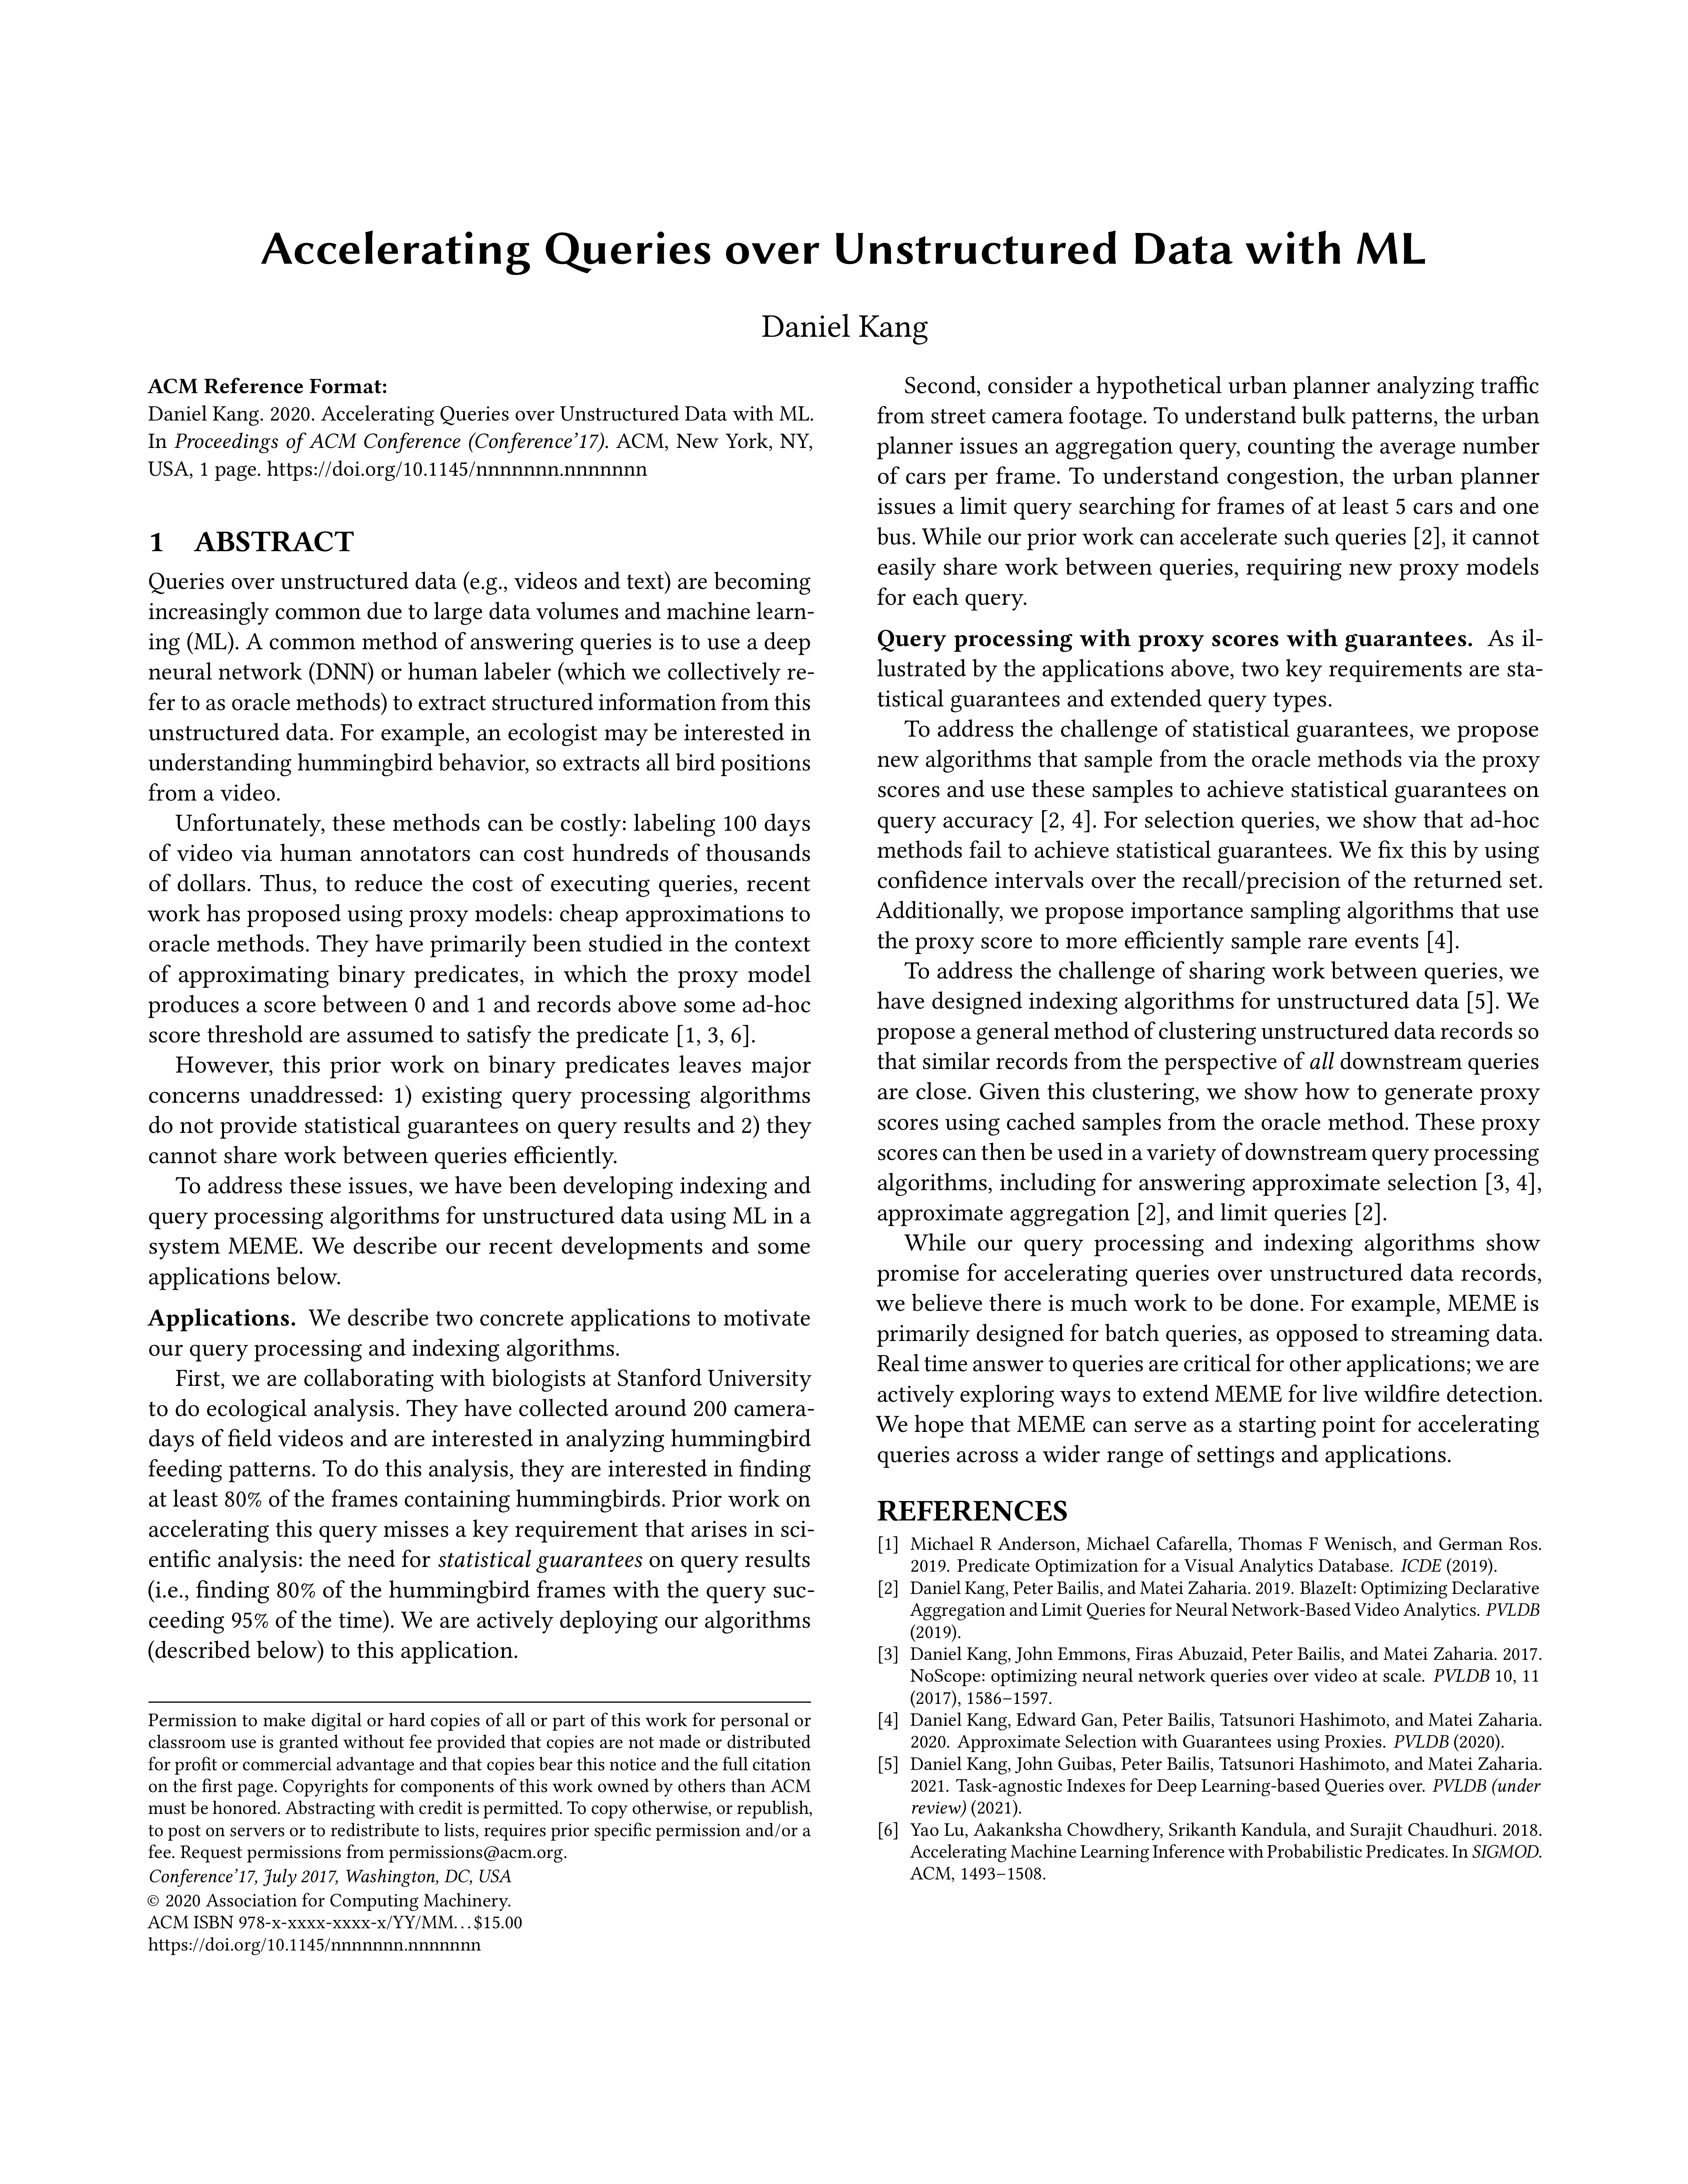 Accelerating Queries over Unstructured Data with ML
Daniel Kang
ACM Reference Format:
Daniel Kang. 2020. Accelerating Queries over Unstructured Data with ML.
In Proceedings of ACM Conference (Conference'17). ACM, New York, NY,
USA, 1 page. https://doi.org/10.1145/nnnnnnn.nnnnnnn
1 ABSTRACT
Queries over unstructured data (e.g., videos and text) are becoming
increasingly common due to large data volumes and machine learn-
ing (ML). A common method of answering queries is to use a deep
neural network (DNN) or human labeler (which we collectively re-
fer to as oracle methods) to extract structured information from this
unstructured data. For example, an ecologist may be interested in
understanding hummingbird behavior, so extracts all bird positions
from a video.
Unfortunately, these methods can be costly: labeling 100 days
of video via human annotators can cost hundreds of thousands
of dollars. Thus, to reduce the cost of executing queries, recent
work has proposed using proxy models: cheap approximations to
oracle methods. They have primarily been studied in the context
of approximating binary predicates, in which the proxy model
produces a score between 0 and 1 and records above some ad-hoc
score threshold are assumed to satisfy the predicate [1, 3, 6].
However, this prior work on binary predicates leaves major
concerns unaddressed: 1) existing query processing algorithms
do not provide statistical guarantees on query results and 2) they
cannot share work between queries efficiently.
To address these issues, we have been developing indexing and
query processing algorithms for unstructured data using ML in a
system MEME. We describe our recent developments and some
applications below.
Applications. We describe two concrete applications to motivate
our query processing and indexing algorithms.
First, we are collaborating with biologists at Stanford University
to do ecological analysis. They have collected around 200 camera-
days of field videos and are interested in analyzing hummingbird
feeding patterns. To do this analysis, they are interested in finding
at least 80% of the frames containing hummingbirds. Prior work on
accelerating this query misses a key requirement that arises in sci-
entific analysis: the need for statistical guarantees on query results
(i.e., finding 80% of the hummingbird frames with the query suc-
ceeding 95% of the time). We are actively deploying our algorithms
(described below) to this application.
Permission to make digital or hard copies of all or part of this work for personal or
classroom use is granted without fee provided that copies are not made or distributed
for profit or commercial advantage and that copies bear this notice and the full citation
on the first page. Copyrights for components of this work owned by others than ACM
must be honored. Abstracting with credit is permitted. To copy otherwise, or republish,
to post on servers or to redistribute to lists, requires prior specific permission and/or a
fee. Request permissions from permissions@acm.org.
Conference'17, July 2017, Washington, DC, USA
© 2020 Association for Computing Machinery.
ACM ISBN 978-x-xxxx-xxxx-x/YY/MM...$15.00
https://doi.org/10.1145/nnnnnnn.nnnnnnn
Second, consider a hypothetical urban planner analyzing traffic
from street camera footage. To understand bulk patterns, the urban
planner issues an aggregation query, counting the average number
of cars per frame. To understand congestion, the urban planner
issues a limit query searching for frames of at least 5 cars and one
bus. While our prior work can accelerate such queries [2], it cannot
easily share work between queries, requiring new proxy models
for each query.
Query processing with proxy scores with guarantees. As il-
lustrated by the applications above, two key requirements are sta-
tistical guarantees and extended query types.
To address the challenge of statistical guarantees, we propose
new algorithms that sample from the oracle methods via the proxy
scores and use these samples to achieve statistical guarantees on
query accuracy [2, 4]. For selection queries, we show that ad-hoc
methods fail to achieve statistical guarantees. We fix this by using
confidence intervals over the recall/precision of the returned set.
Additionally, we propose importance sampling algorithms that use
the proxy score to more efficiently sample rare events [4].
To address the challenge of sharing work between queries, we
have designed indexing algorithms for unstructured data [5]. We
propose a general method of clustering unstructured data records so
that similar records from the perspective of all downstream queries
are close. Given this clustering, we show how to generate proxy
scores using cached samples from the oracle method. These proxy
scores can then be used in a variety of downstream query processing
algorithms, including for answering approximate selection [3, 4],
approximate aggregation [2], and limit queries [2].
While our query processing and indexing algorithms show
promise for accelerating queries over unstructured data records,
we believe there is much work to be done. For example, MEME is
primarily designed for batch queries, as opposed to streaming data.
Real time answer to queries are critical for other applications; we are
actively exploring ways to extend MEME for live wildfire detection.
We hope that MEME can serve as a starting point for accelerating
queries across a wider range of settings and applications.
REFERENCES
[1] Michael R Anderson, Michael Cafarella, Thomas F Wenisch, and German Ros.
2019. Predicate Optimization for a Visual Analytics Database. ICDE (2019).
[2] Daniel Kang, Peter Bailis, and Matei Zaharia. 2019. BlazeIt: Optimizing Declarative
Aggregation and Limit Queries for Neural Network-Based Video Analytics. PVLDB
(2019).
[3] Daniel Kang, John Emmons, Firas Abuzaid, Peter Bailis, and Matei Zaharia. 2017.
NoScope: optimizing neural network queries over video at scale. PVLDB 10, 11
(2017), 1586–1597.
[4] Daniel Kang, Edward Gan, Peter Bailis, Tatsunori Hashimoto, and Matei Zaharia.
2020. Approximate Selection with Guarantees using Proxies. PVLDB (2020).
[5] Daniel Kang, John Guibas, Peter Bailis, Tatsunori Hashimoto, and Matei Zaharia.
2021. Task-agnostic Indexes for Deep Learning-based Queries over. PVLDB (under
review) (2021).
[6] Yao Lu, Aakanksha Chowdhery, Srikanth Kandula, and Surajit Chaudhuri. 2018.
Accelerating Machine Learning Inference with Probabilistic Predicates. In SIGMOD.
ACM, 1493–1508.